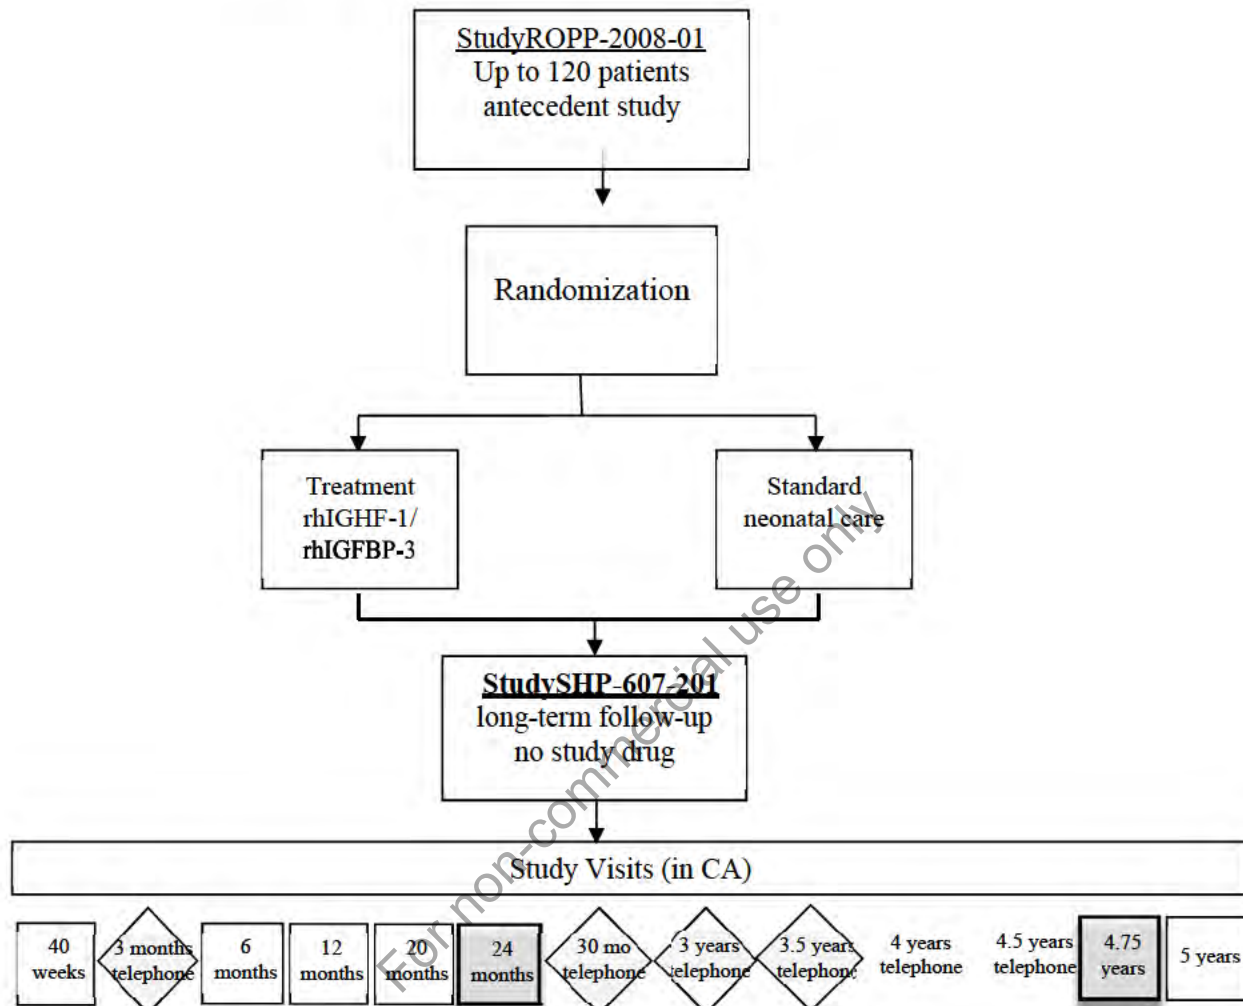 StudyROPP-2008-01
Up to 120 patients
antecedent study
Randomization
Treatment
rhIGHF-1/
rhIGFBP-3
Standard
neonatal care
StudySHP-607-201
long-term follow-up
no study drug
Study Visits (in CA)
40
weeks
3 months
telephone
6
months
12
months
20
months
24
months
30 mo
telephone
3 years
telephone
3.5 years
telephone
4 years
telephone
4.5 years
telephone
4.75
years
5 years
For non-commercial use only